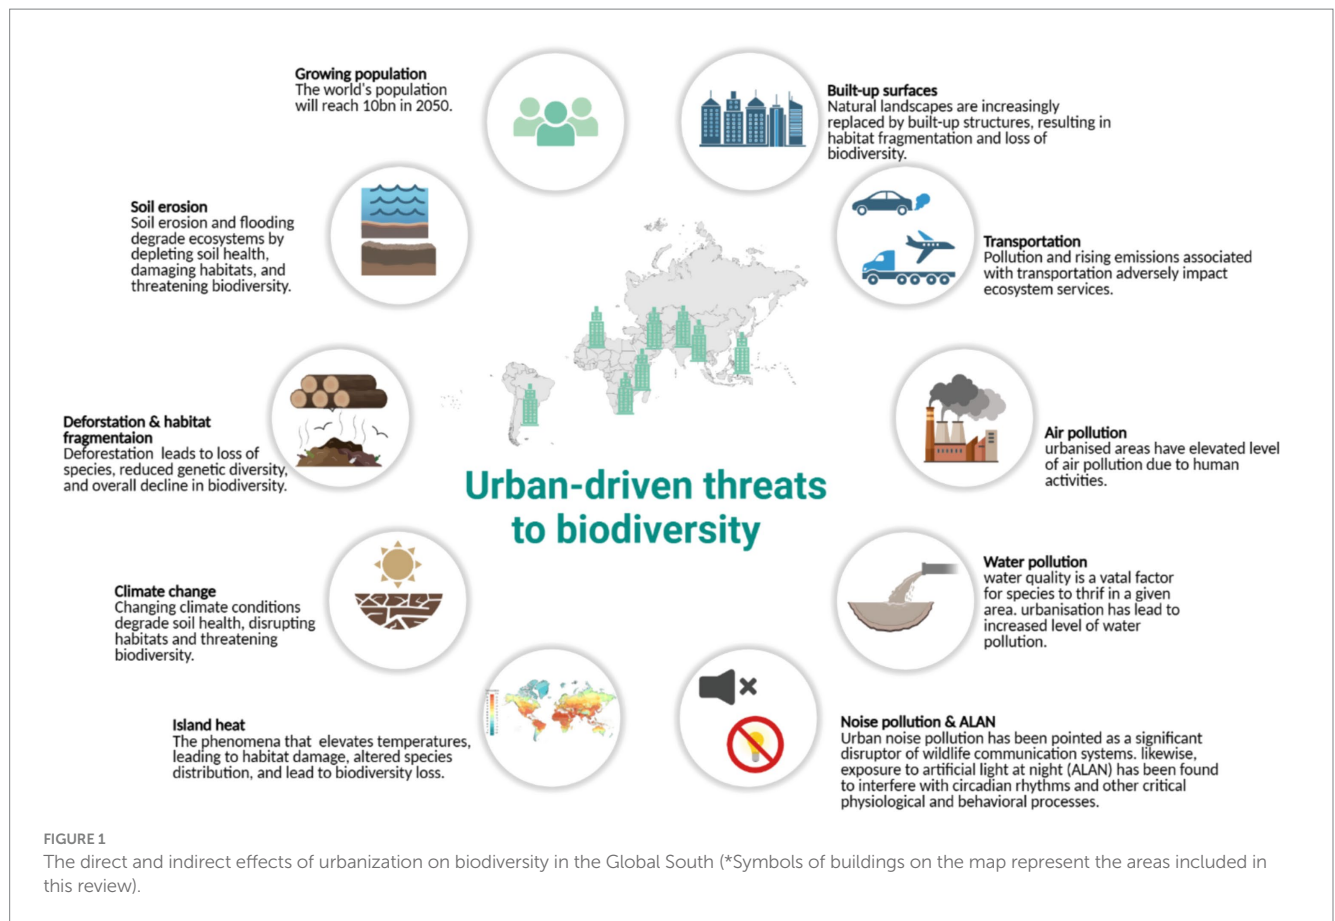 Growing population
The world's population
will reach 10bn in 2050.
Built-up surfaces
Natural landscapes are increasingly
replaced by built-up structures, resulting in
habitat fragmentation and loss of
biodiversity.
Soil erosion
Soil erosion and flooding
degrade ecosystems by
depleting soil health,
damaging habitats, and
threatening biodiversity.
Transportation
Pollution and rising emissions associated
with transportation adversely impact
ecosystem services.
Deforstation & habitat
fragmentaion
Deforestation leads to loss of
species, reduced genetic diversity,
and overall decline in biodiversity.
Air pollution
urbanised areas have elevated level
of air pollution due to human
activities.
Urban-driven threats
to biodiversity
Climate change
Changing climate conditions
degrade soil health, disrupting
habitats and threatening
biodiversity.
Water pollution
water quality is a vatal factor
for species to thrif in a given
area. urbanisation has lead to
increased level of water
pollution.
Island heat
The phenomena that elevates temperatures,
leading to habitat damage, altered species
distribution, and lead to biodiversity loss.
Noise pollution & ALAN
Urban noise pollution has been pointed as a significant
disruptor of wildlife communication systems. likewise,
exposure to artificial light at night (ALAN) has been found
to interfere with circadian rhythms and other critical
physiological and behavioral processes.
FIGURE 1
The direct and indirect effects of urbanization on biodiversity in the Global South (*Symbols of buildings on the map represent the areas included in
this review).